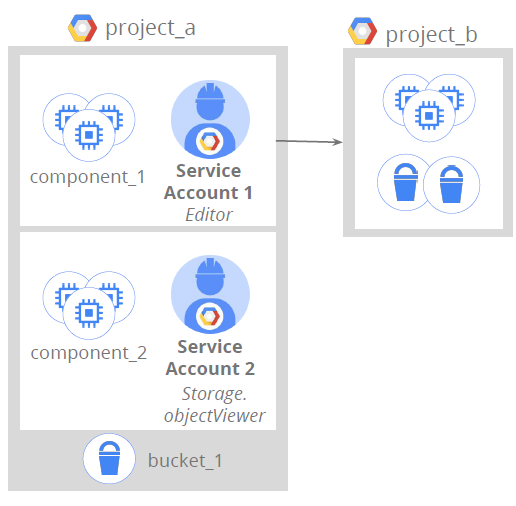 project_a
project_b
component_1
Service
Account 1
Editor
component_2
Service
Account 2
Storage.
objectViewer
bucket_1